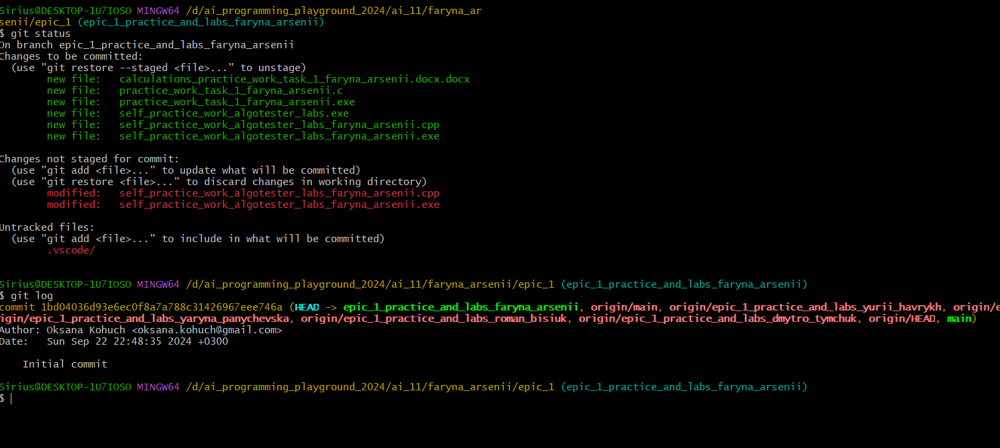 Sirius@DESKTOP-1U7IOSO MINGW64 /d/ai_programming_playground_2024/ai_11/faryna_ar
senii/epic_1 (epic_1_practice_and_labs_faryna_arsenii)
$ git status
On branch epic_1_practice_and_labs_faryna_arsenii
Changes to be committed:
  (use "git restore --staged <file>..." to unstage)
        new file:   calculations_practice_work_task_1_faryna_arsenii.docx.docx
        new file:   practice_work_task_1_faryna_arsenii.c
        new file:   practice_work_task_1_faryna_arsenii.exe
        new file:   self_practice_work_algotester_labs.exe
        new file:   self_practice_work_algotester_labs_faryna_arsenii.cpp
        new file:   self_practice_work_algotester_labs_faryna_arsenii.exe

Changes not staged for commit:
  (use "git add <file>..." to update what will be committed)
  (use "git restore <file>..." to discard changes in working directory)
        modified:   self_practice_work_algotester_labs_faryna_arsenii.cpp
        modified:   self_practice_work_algotester_labs_faryna_arsenii.exe

Untracked files:
  (use "git add <file>..." to include in what will be committed)
        .vscode/

Sirius@DESKTOP-1U7IOSO MINGW64 /d/ai_programming_playground_2024/ai_11/faryna_arsenii/epic_1 (epic_1_practice_and_labs_faryna_arsenii)
$ git log
commit 1bd04036d93e6ec0f8a7a788c31426967eee746a (HEAD -> epic_1_practice_and_labs_faryna_arsenii, origin/main, origin/epic_1_practice_and_labs_yurii_havrykh, origin/e
igin/epic_1_practice_and_labs_yaryna_panychevska, origin/epic_1_practice_and_labs_roman_bisiuk, origin/epic_1_practice_and_labs_dmytro_tymchuk, origin/HEAD, main)
Author: Oksana Kohuch <oksana.kohuch@gmail.com>
Date:   Sun Sep 22 22:48:35 2024 +0300

    Initial commit

Sirius@DESKTOP-1U7IOSO MINGW64 /d/ai_programming_playground_2024/ai_11/faryna_arsenii/epic_1 (epic_1_practice_and_labs_faryna_arsenii)
$